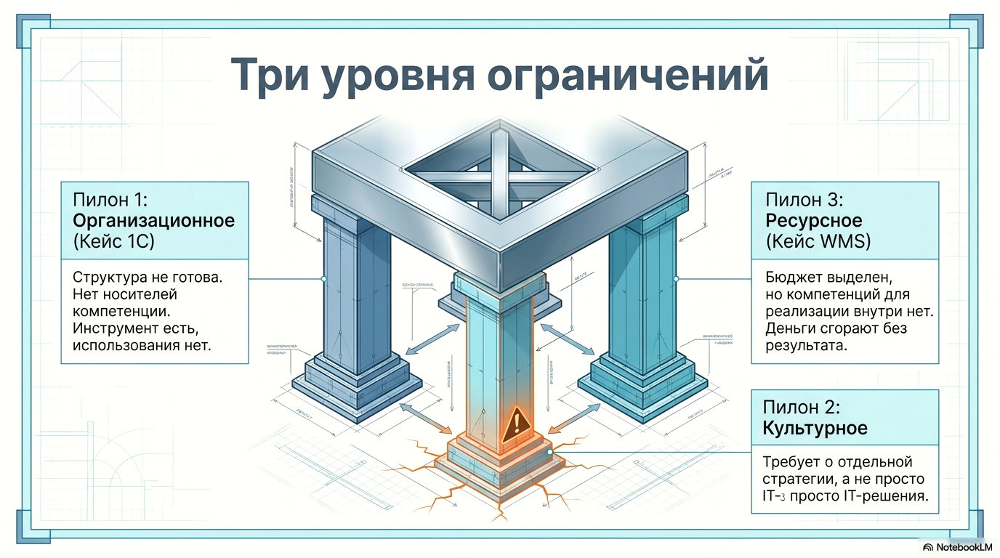 Три уровня ограничений
Пилон 1:
Организационное
(Кейс 1С)
Структура не готова.
Нет носителей
компетенции.
Инструмент есть,
использования нет.
Пилон 3:
Ресурсное
(Кейс WMS)
Бюджет выделен,
но компетенций для
реализации внутри нет.
Деньги сгорают без
результата.
Пилон 2:
Культурное
Требует о отдельной
стратегии, а не просто
IT-з просто IT-решения.
NotebookLM